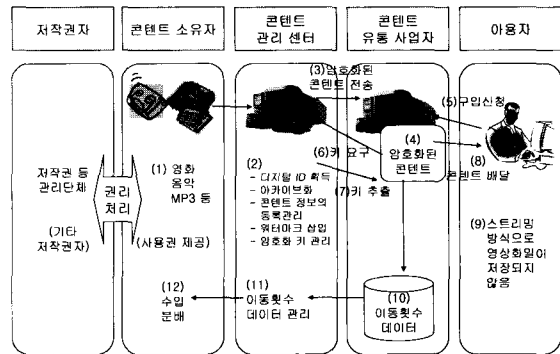 저작권자
콘텐트 소유자
콘텐트
관리 센터
콘텐트
유통 사업자
아용자
(3)암호화된
콘텐트 전송
(5)구입신청
저작권 등
관리단체
(기타
저작권자)
권리
처리
(1) 영화
음악
MP3 등
(사용권 제공)
(2)
- 디지털 ID 획득
- 아카이브화
- 콘텐트 정보의
등록관리
- 워터마크 삽입
- 암호화 키 관리
(6)키 요구
(7)키 추출
(4)
암호화된
콘텐트
(8)
콘텐트 배달
(9)스트리밍
방식으로
영상화일어
저장되지
않음
(12)
수입
분배
(11)
이동횟수
데이터 관리
(10)
이동횟수
데이터